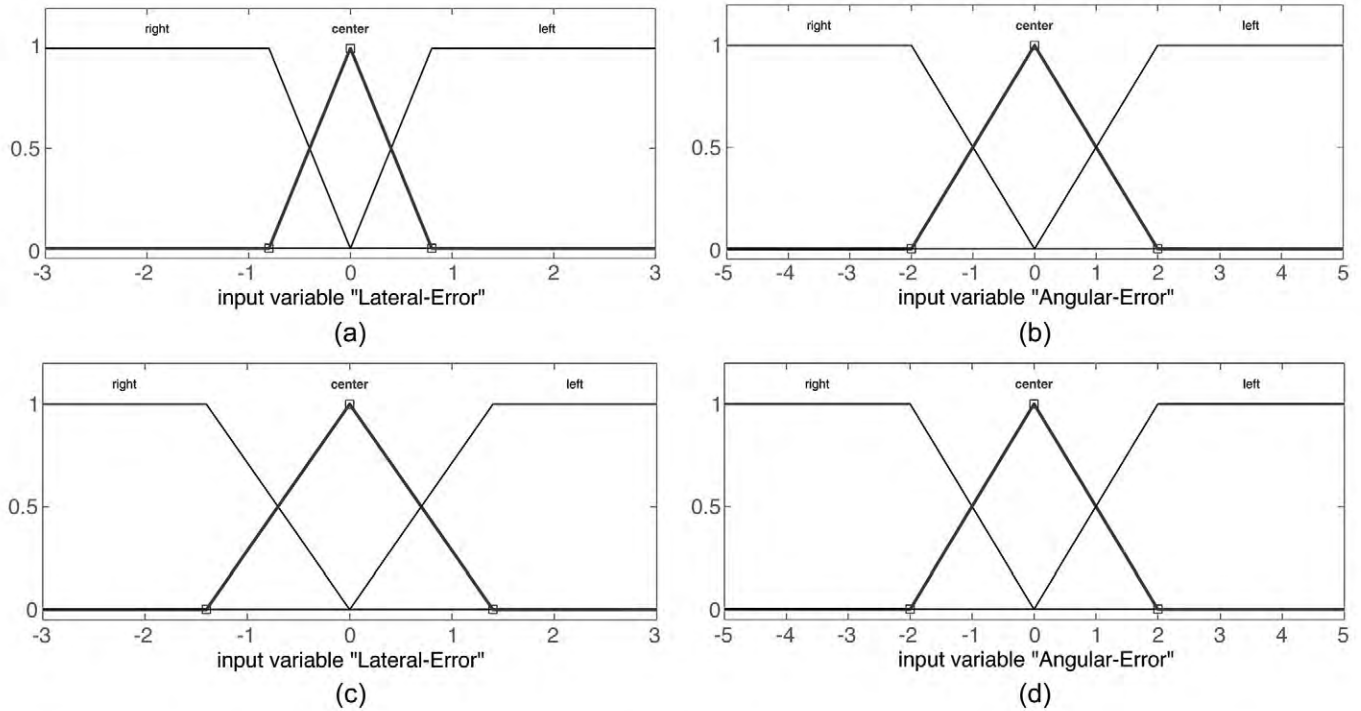 right center left
1
0.5
0
-3 -2 -1 0 1 2 3
input variable "Lateral-Error"
(a)
right center left
1
0.5
0
-5 -4 -3 -2 -1 0 1 2 3 4 5
input variable "Angular-Error"
(b)
right center left
1
0.5
0
-3 -2 -1 0 1 2 3
input variable "Lateral-Error"
(c)
right center left
1
0.5
0
-5 -4 -3 -2 -1 0 1 2 3 4 5
input variable "Angular-Error"
(d)